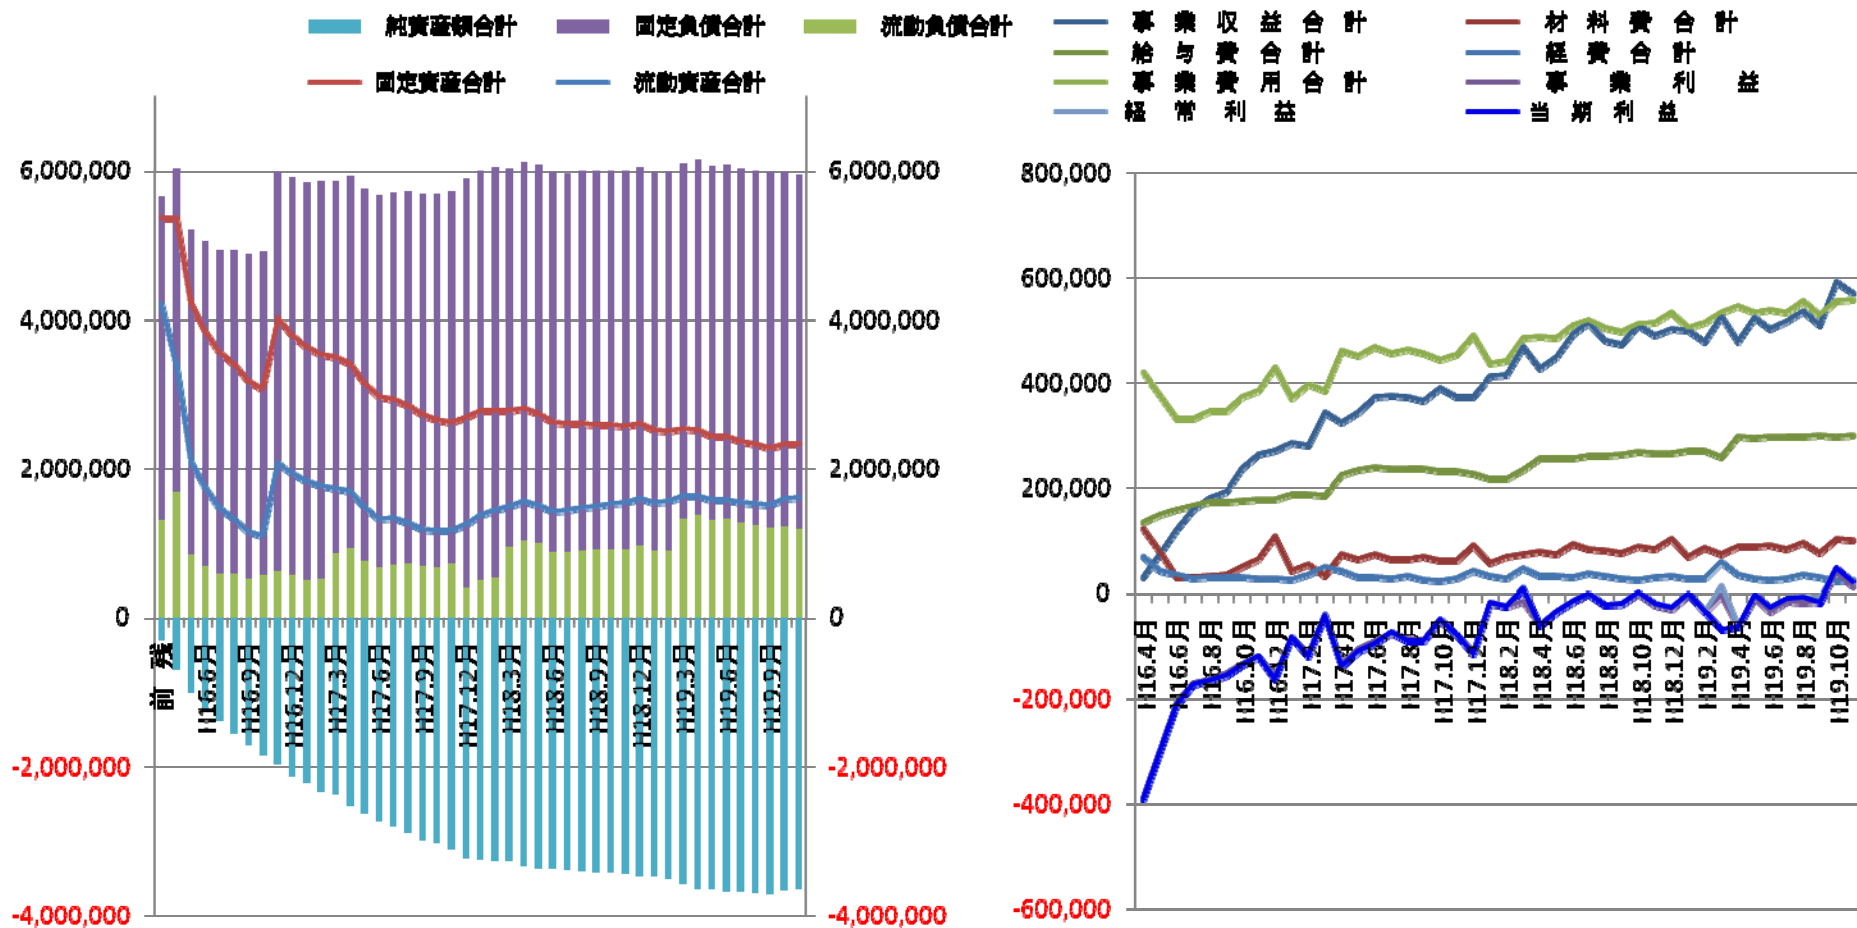 純資産額合計 固定負債合計 流動負債合計
固定資産合計 流動資産合計
6,000,000
4,000,000
2,000,000
0
-2,000,000
-4,000,000
6,000,000
4,000,000
2,000,000
0
-2,000,000
-4,000,000
前 残
H16.6月
H16.9月
H16.12月
H17.3月
H17.6月
H17.9月
H17.12月
H18.3月
H18.6月
H18.9月
H18.12月
H19.3月
H19.6月
H19.9月
事業収益合計 材料費合計
給与費合計 経費合計
事業費用合計 事業利益
経常利益 当期利益
800,000
600,000
400,000
200,000
0
-200,000
-400,000
-600,000
H16.4月
H16.6月
H16.8月
H16.10月
H16.12月
H17.2月
H17.4月
H17.6月
H17.8月
H17.10月
H17.12月
H18.2月
H18.4月
H18.6月
H18.8月
H18.10月
H18.12月
H19.2月
H19.4月
H19.6月
H19.8月
H19.10月